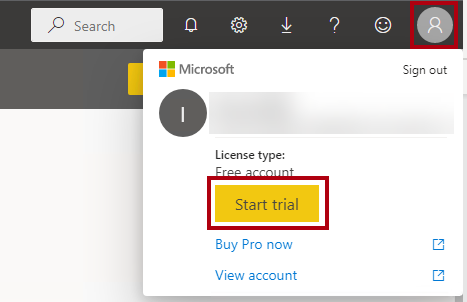 Search
Microsoft
Sign out
I
License type:
Free account
Start trial
Buy Pro now
View account